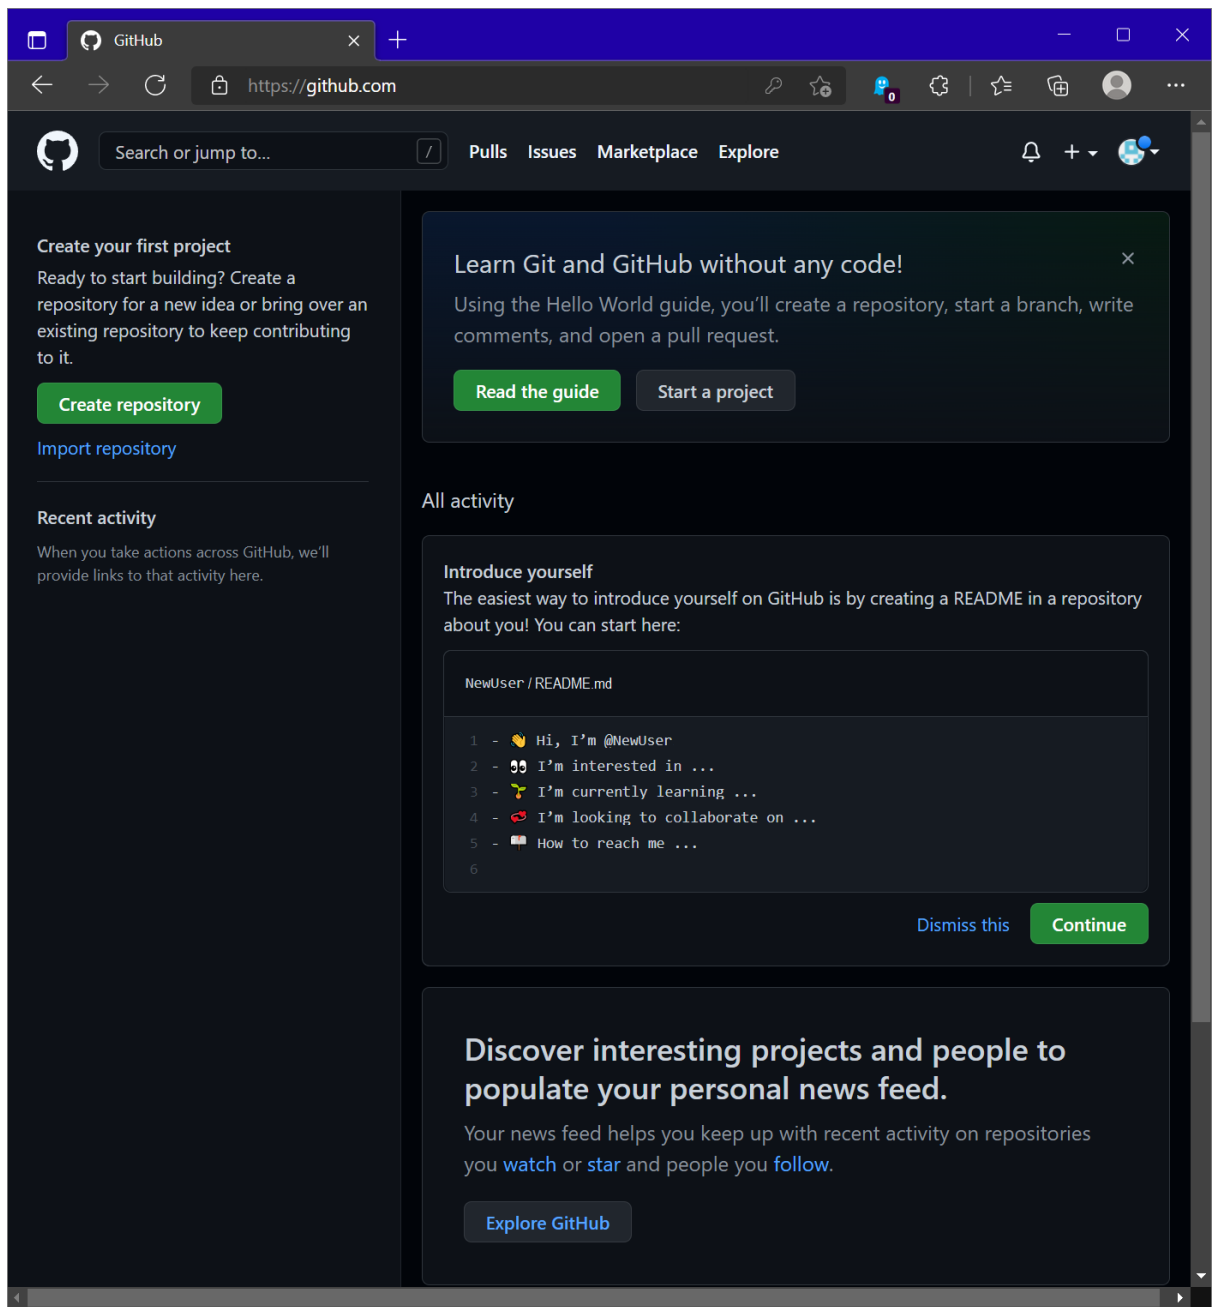 GitHub
https://github.com
0
Search or jump to...
/
Pulls
Issues
Marketplace
Explore
Create your first project
Ready to start building? Create a
repository for a new idea or bring over an
existing repository to keep contributing
to it.
Create repository
Import repository
Recent activity
When you take actions across GitHub, we’ll
provide links to that activity here.
Learn Git and GitHub without any code!
Using the Hello World guide, you’ll create a repository, start a branch, write
comments, and open a pull request.
Read the guide
Start a project
All activity
Introduce yourself
The easiest way to introduce yourself on GitHub is by creating a README in a repository
about you! You can start here:
NewUser / README.md
1 - 👋 Hi, I’m @NewUser
2 - 👀 I’m interested in ...
3 - 🌱 I’m currently learning ...
4 - 💞️ I’m looking to collaborate on ...
5 - 📫 How to reach me ...
6
Dismiss this
Continue
Discover interesting projects and people to
populate your personal news feed.
Your news feed helps you keep up with recent activity on repositories
you watch or star and people you follow.
Explore GitHub